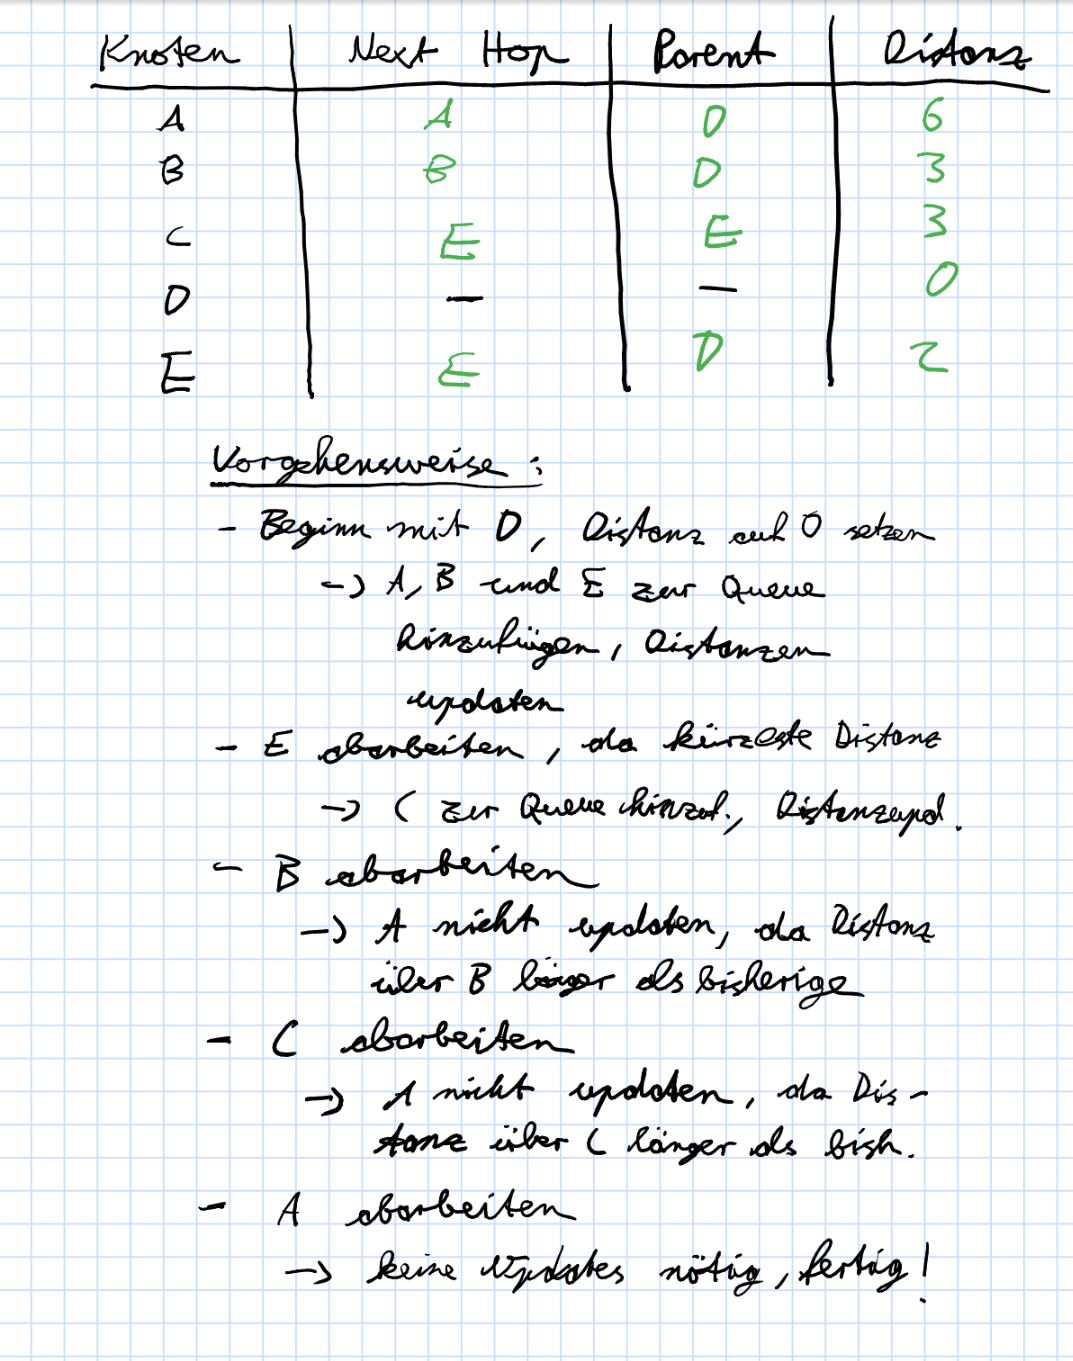 Knoten Next Hop Parent Distanz
A A D 6
B B D 3
C E E 3
D — — 0
E E D 2
Vorgehensweise:
- Beginn mit D, Distanz auf 0 setzen
-> A, B und E zur Queue
hinzufügen, Distanzen
updaten
- E abarbeiten, da kürzeste Distanz
-> C zur Queue hinzuf., Distanzupd.
- B abarbeiten
-> A nicht updaten, da Distanz
über B länger als bisherige
- C abarbeiten
-> A nicht updaten, da Dis-
tanz über C länger als bish.
- A abarbeiten
-> keine Updates nötig, fertig!